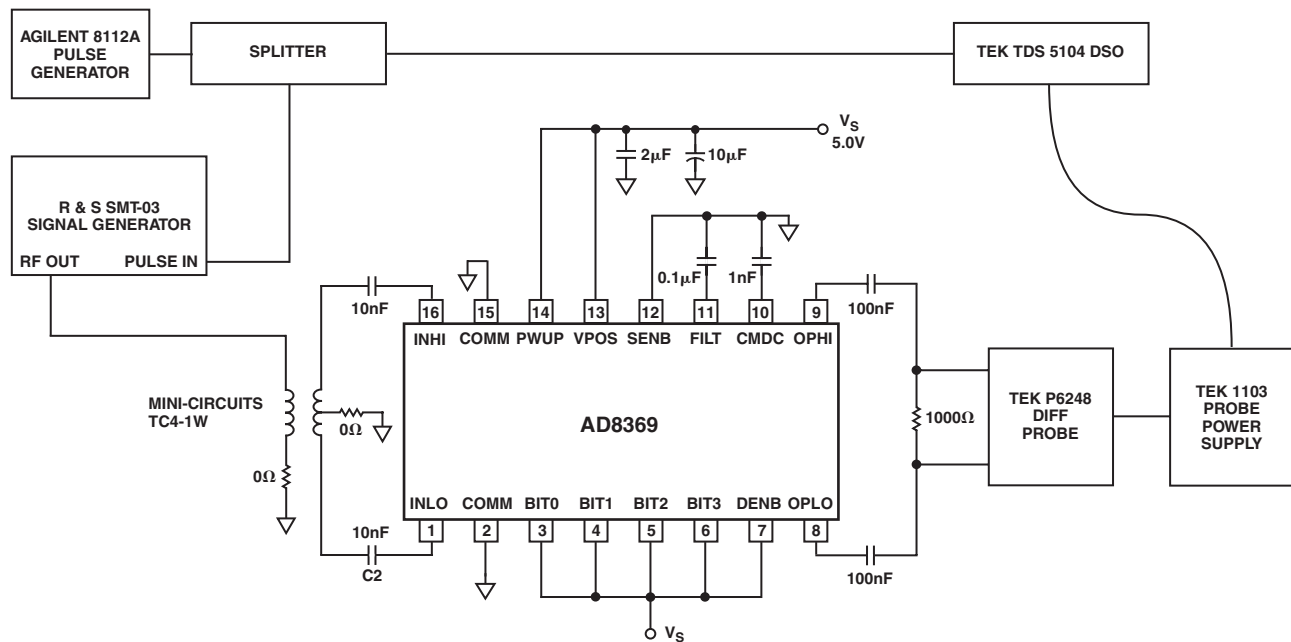 AGILENT 8112A
PULSE
GENERATOR
SPLITTER
TEK TDS 5104 DSO
VS
5.0V
2µF
10µF
R & S SMT-03
SIGNAL GENERATOR
RF OUT
PULSE IN
0.1µF
1nF
10nF
100nF
16
15
14
13
12
11
10
9
INHI
COMM
PWUP
VPOS
SENB
FILT
CMDC
OPHI
MINI-CIRCUITS
TC4-1W
0Ω
0Ω
AD8369
1000Ω
TEK P6248
DIFF
PROBE
TEK 1103
PROBE
POWER
SUPPLY
INLO
COMM
BIT0
BIT1
BIT2
BIT3
DENB
OPLO
1
2
3
4
5
6
7
8
10nF
C2
100nF
VS